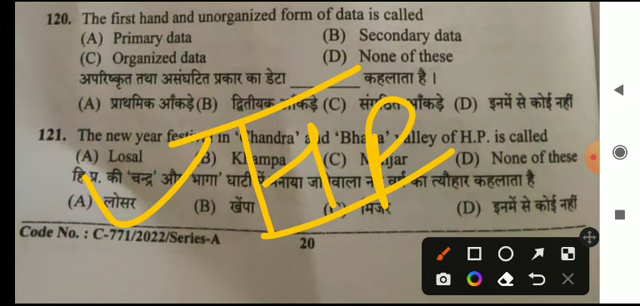 120. The first hand and unorganized form of data is called
(A) Primary data (B) Secondary data
(C) Organized data (D) None of these
अपरिष्कृत तथा असंघटित प्रकार का डेटा ________ कहलाता है ।
(A) प्राथमिक आँकड़े (B) द्वितीयक आँकड़े (C) आँकड़े (D) इनमें से कोई नहीं
121. The new year in and valley of H.P. is called
(A) Losal (B) (C) (D) None of these
की 'चन्द्र' और भागा' घाटी का त्यौहार कहलाता है
(A) लोसर (B) खेंपा (D) इनमें से कोई नहीं
Code No. : C-771/2022/Series-A 20